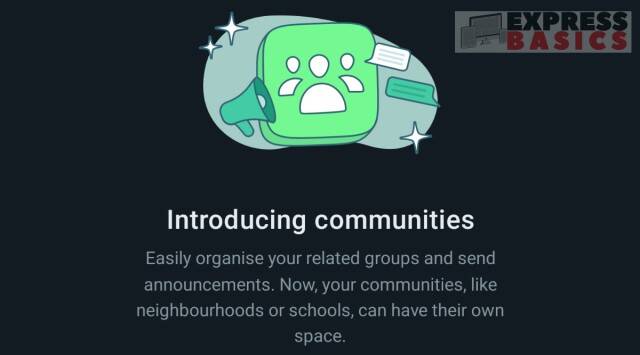 EXPRESS
BASICS
Introducing communities
Easily organise your related groups and send
announcements. Now, your communities, like
neighbourhoods or schools, can have their own
space.